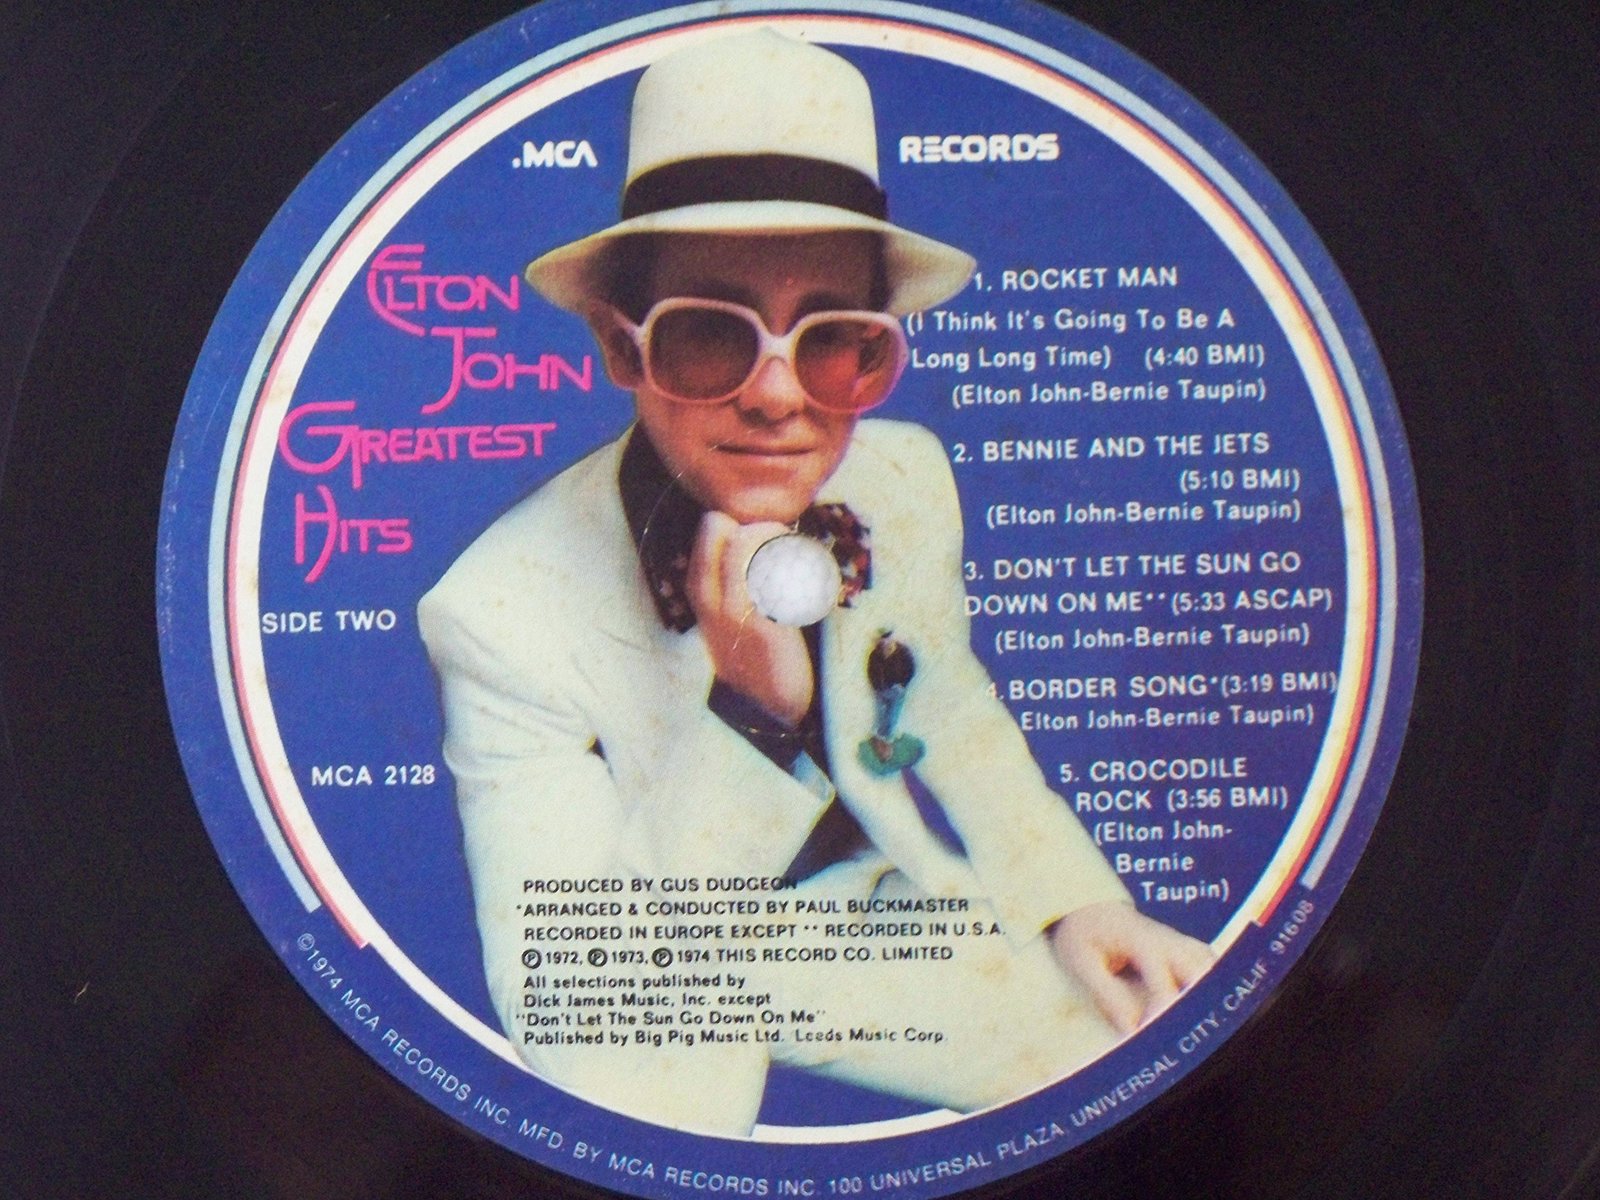 .MCA RECORDS
ELTON
JOHN
GREATEST
HITS
SIDE TWO
MCA 2128
1. ROCKET MAN
(I Think It's Going To Be A
Long Long Time) (4:40 BMI)
(Elton John-Bernie Taupin)
2. BENNIE AND THE JETS
(5:10 BMI)
(Elton John-Bernie Taupin)
3. DON'T LET THE SUN GO
DOWN ON ME** (5:33 ASCAP)
(Elton John-Bernie Taupin)
4. BORDER SONG* (3:19 BMI)
Elton John-Bernie Taupin)
5. CROCODILE
ROCK (3:56 BMI)
(Elton John-
Bernie
Taupin)
PRODUCED BY GUS DUDGEON
*ARRANGED & CONDUCTED BY PAUL BUCKMASTER
RECORDED IN EUROPE EXCEPT ** RECORDED IN U.S.A.
℗ 1972, ℗ 1973, ℗ 1974 THIS RECORD CO. LIMITED
All selections published by
Dick James Music, Inc. except
"Don't Let The Sun Go Down On Me"
Published by Big Pig Music Ltd. Leeds Music Corp.
©1974 MCA RECORDS INC. MFD. BY MCA RECORDS INC. 100 UNIVERSAL PLAZA, UNIVERSAL CITY, CALIF. 91608